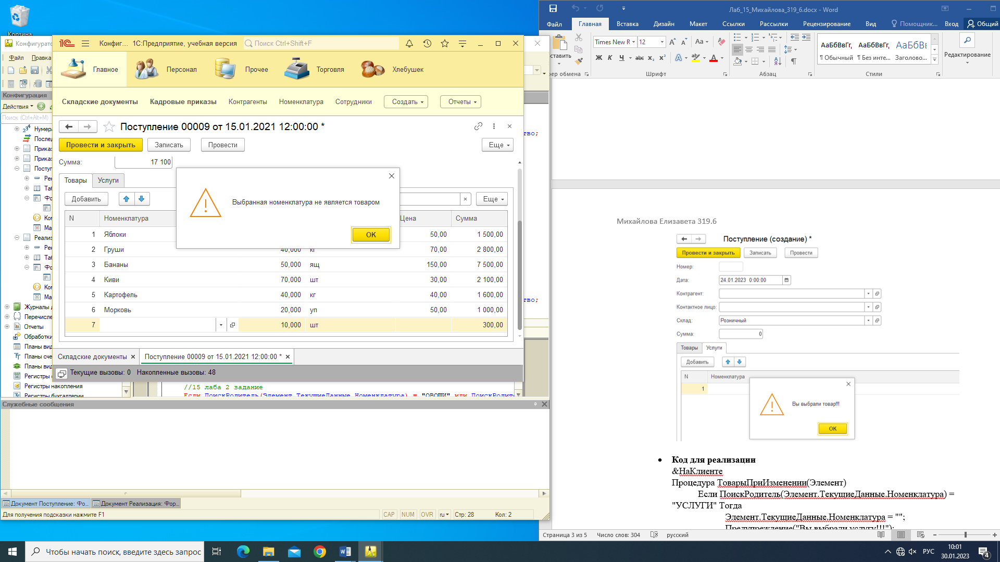 Корзина
Конфигуратор
Файл
Правка
Конфигурация
Действия
Поиск (Ctrl+Alt+M)
Нумера
Послед
Приказ
Приказ
Поступ
Рек
Таб
Фо
Ком
Мак
Реализ
Рек
Таб
Фо
Ком
Мак
Журналы д
Перечисле
Отчеты
Обработки
Планы вид
Планы сче
Планы вид
Регистры с
Регистры накопления
Регистры бухгалтерии
1С
Конфиг...
1С:Предприятие, учебная версия
Поиск Ctrl+Shift+F
Главное
Персонал
Прочее
Торговля
Хлебушек
Складские документы
Кадровые приказы
Контрагенты
Номенклатура
Сотрудники
Создать
Отчеты
Поступление 00009 от 15.01.2021 12:00:00 *
Провести и закрыть
Записать
Провести
Еще
Сумма: 17 100
Товары
Услуги
Добавить
Еще
N Номенклатура Цена Сумма
1 Яблоки 50,00 1 500,00
2 Груши 40,000 кг 70,00 2 800,00
3 Бананы 50,000 ящ 150,00 7 500,00
4 Киви 70,000 шт 30,00 2 100,00
5 Картофель 40,000 кг 40,00 1 600,00
6 Морковь 20,000 уп 50,00 1 000,00
7 10,000 шт 300,00
Выбранная номенклатура не является товаром
OK
Складские документы
Поступление 00009 от 15.01.2021 12:00:00 *
Текущие вызовы: 0 Накопленные вызовы: 48
тво;
тво;
//15 лаба 2 задание
Если ПоискРодитель(Элемент.ТекущиеДанные.Номенклатура) = "ОВОЩИ" или ПоискРодит
Служебные сообщения
Документ Поступление: Фо...
Документ Реализация: Фор...
Для получения подсказки нажмите F1
CAP
NUM
OVR
ru
Стр: 28
Кол: 2
Лаб_15_Михайлова_319_6.docx - Word
Файл
Главная
Вставка
Дизайн
Макет
Ссылки
Рассылки
Рецензирование
Вид
Помощник...
Вход
Общий
ставить
Times New R
12
Aa
Ж К Ч abc x₂ x²
АаБбВвГг,
¶ Обычный
АаБбВвГг,
¶ Без инте...
АаБбВ
Заголово...
Редактирование
ер обмена
Шрифт
Абзац
Стили
Михайлова Елизавета 319.6
Поступление (создание) *
Провести и закрыть
Записать
Провести
Номер:
Дата: 24.01.2023 0:00:00
Контрагент:
Контактное лицо:
Склад: Розничный
Сумма: 0
Товары
Услуги
Добавить
N Номенклатура
1
Вы выбрали товар!!!
OK
• Код для реализации
&НаКлиенте
Процедура ТоварыПриИзменении(Элемент)
Если ПоискРодитель(Элемент.ТекущиеДанные.Номенклатура) =
"УСЛУГИ" Тогда
Элемент.ТекущиеДанные.Номенклатура = "";
Предупреждение("Вы выбрали услугу!!!");
Страница 3 из 5
Число слов: 304
русский
Чтобы начать поиск, введите здесь запрос
РУС
10:01
30.01.2023
4